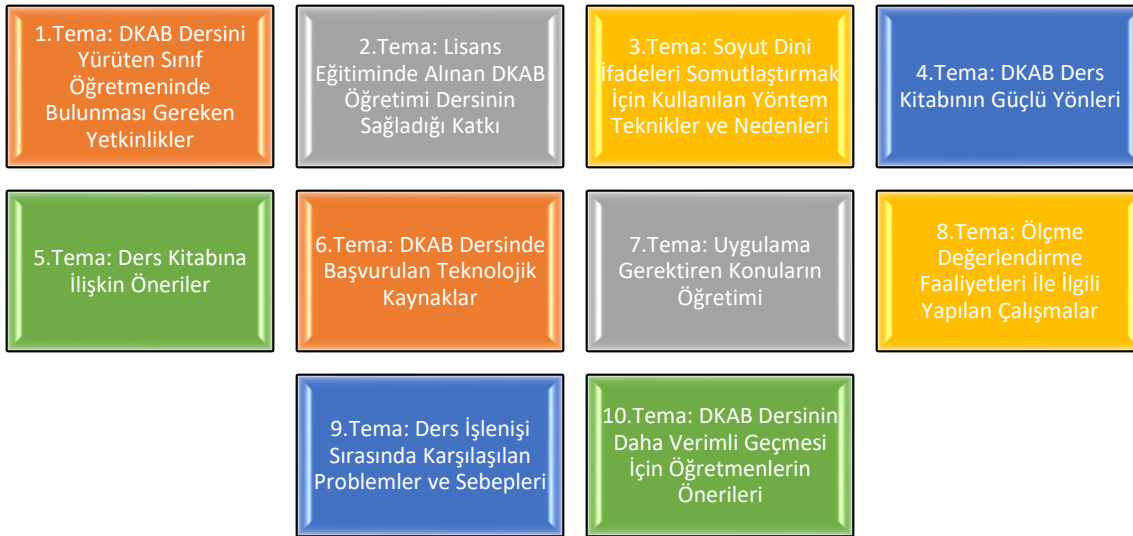 1.Tema: DKAB Dersini
Yürüten Sınıf
Öğretmeninde
Bulunması Gereken
Yetkinlikler
2.Tema: Lisans
Eğitiminde Alınan DKAB
Öğretimi Dersinin
Sağladığı Katkı
3.Tema: Soyut Dini
İfadeleri Somutlaştırmak
İçin Kullanılan Yöntem
Teknikler ve Nedenleri
4.Tema: DKAB Ders
Kitabının Güçlü Yönleri
5.Tema: Ders Kitabına
İlişkin Öneriler
6.Tema: DKAB Dersinde
Başvurulan Teknolojik
Kaynaklar
7.Tema: Uygulama
Gerektiren Konuların
Öğretimi
8.Tema: Ölçme
Değerlendirme
Faaliyetleri İle İlgili
Yapılan Çalışmalar
9.Tema: Ders İşlenişi
Sırasında Karşılaşılan
Problemler ve Sebepleri
10.Tema: DKAB Dersinin
Daha Verimli Geçmesi
İçin Öğretmenlerin
Önerileri